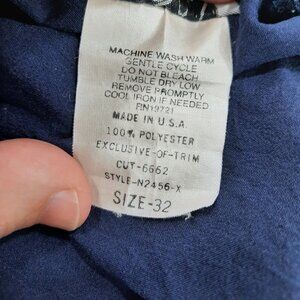 MACHINE WASH WARM
GENTLE CYCLE
DO NOT BLEACH
TUMBLE DRY LOW
REMOVE PROMPTLY
COOL IRON IF NEEDED
RN13721
MADE IN U.S.A.
100% POLYESTER
EXCLUSIVE-OF-TRIM
CUT-6662
STYLE-N2456-X
SIZE-32